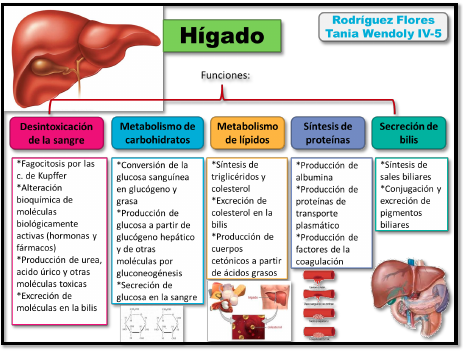 Rodríguez Flores
Tania Wendoly IV-5
Hígado
Funciones:
Desintoxicación
de la sangre
*Fagocitosis por las
c. de Kupffer
*Alteración
bioquímica de
moléculas
biológicamente
activas (hormonas y
fármacos)
*Producción de urea,
acido úrico y otras
moléculas toxicas
*Excreción de
moléculas en la bilis
Metabolismo de
carbohidratos
*Conversión de la
glucosa sanguínea
en glucógeno y
grasa
*Producción de
glucosa a partir de
glucógeno hepático
y de otras
moléculas por
gluconeogénesis
*Secreción de
glucosa en la sangre
Metabolismo
de lípidos
*Síntesis de
triglicéridos y
colesterol
*Excreción de
colesterol en la
bilis
*Producción de
cuerpos
cetónicos a partir
de ácidos grasos
Síntesis de
proteínas
*Producción de
albumina
*Producción de
proteínas de
transporte
plasmático
*Producción de
factores de la
coagulación
Secreción de
bilis
*Síntesis de
sales biliares
*Conjugación y
excreción de
pigmentos
biliares